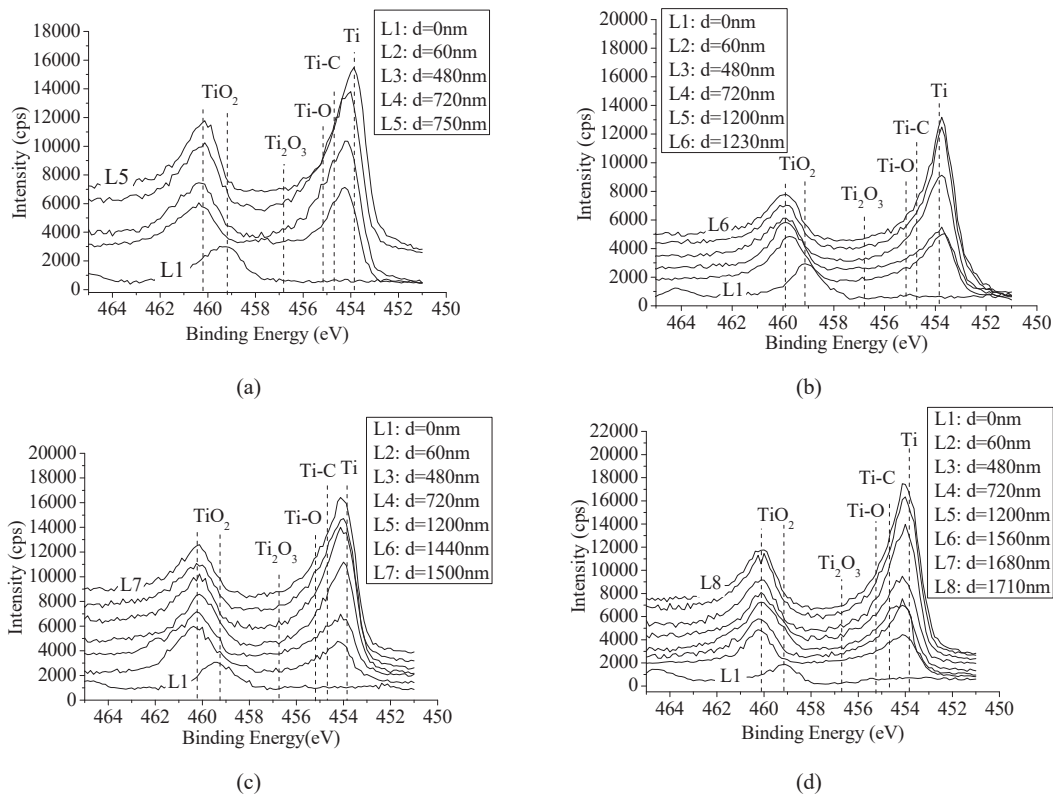 18000
16000
14000
12000
10000
8000
6000
4000
2000
0
Intensity (cps)
464 462 460 458 456 454 452 450
Binding Energy (eV)
TiO2
Ti2O3
Ti-O
Ti-C
Ti
L5
L1
L1: d=0nm
L2: d=60nm
L3: d=480nm
L4: d=720nm
L5: d=750nm
(a)
20000
18000
16000
14000
12000
10000
8000
6000
4000
2000
0
Intensity (cps)
464 462 460 458 456 454 452 450
Binding Energy (eV)
L1: d=0nm
L2: d=60nm
L3: d=480nm
L4: d=720nm
L5: d=1200nm
L6: d=1230nm
TiO2
Ti2O3
Ti-O
Ti-C
Ti
L6
L1
(b)
20000
18000
16000
14000
12000
10000
8000
6000
4000
2000
0
Intensity (cps)
464 462 460 458 456 454 452 450
Binding Energy(eV)
TiO2
Ti2O3
Ti-O
Ti-C
Ti
L7
L1
L1: d=0nm
L2: d=60nm
L3: d=480nm
L4: d=720nm
L5: d=1200nm
L6: d=1440nm
L7: d=1500nm
(c)
22000
20000
18000
16000
14000
12000
10000
8000
6000
4000
2000
0
Intensity (cps)
464 462 460 458 456 454 452 450
Binding Energy (eV)
TiO2
Ti2O3
Ti-O
Ti-C
Ti
L8
L1
L1: d=0nm
L2: d=60nm
L3: d=480nm
L4: d=720nm
L5: d=1200nm
L6: d=1560nm
L7: d=1680nm
L8: d=1710nm
(d)